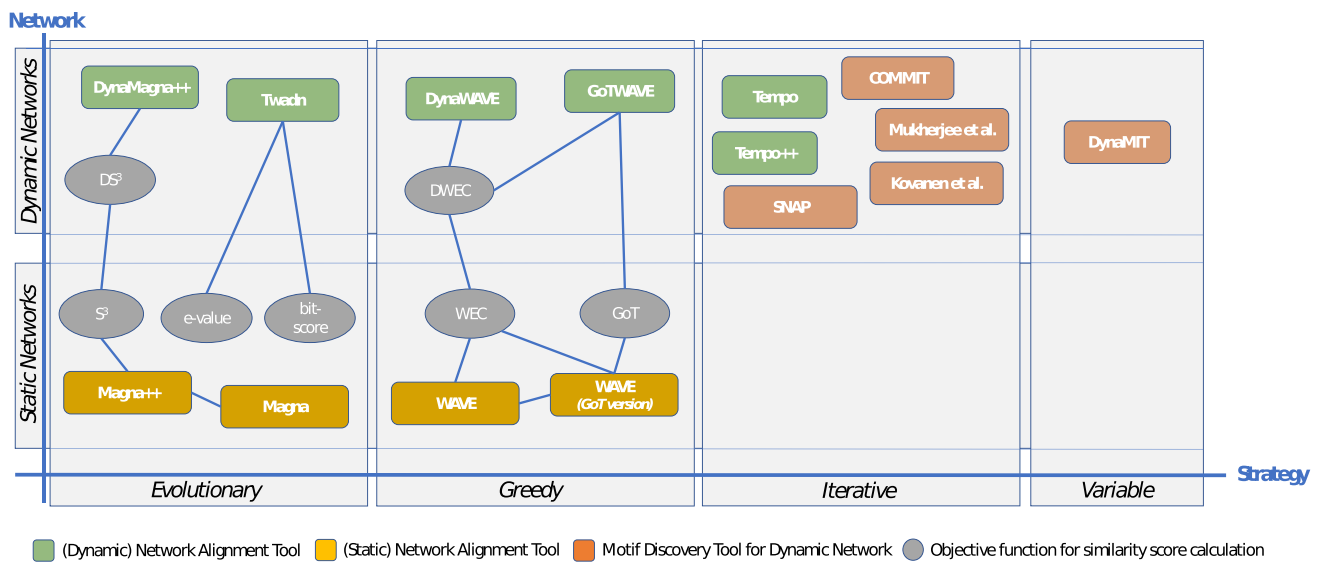 Network
Dynamic Networks
Static Networks
DynaMagna++
Twadn
DS³
S³
e-value
bit-
score
Magna++
Magna
DynaWAVE
GoTWAVE
DWEC
WEC
GoT
WAVE
WAVE
(GoT version)
Tempo
COMMIT
Mukherjee et al.
Tempo++
Kovanen et al.
SNAP
DynaMIT
Strategy
Evolutionary
Greedy
Iterative
Variable
(Dynamic) Network Alignment Tool
(Static) Network Alignment Tool
Motif Discovery Tool for Dynamic Network
Objective function for similarity score calculation